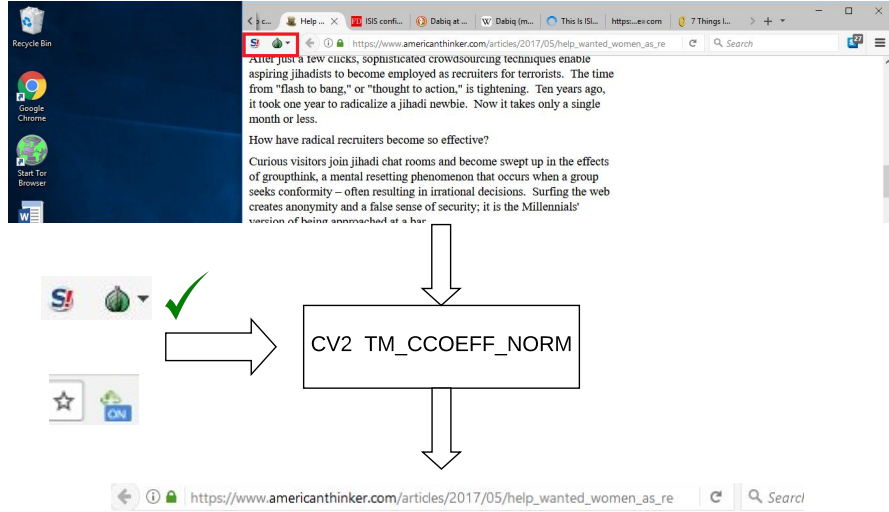 c...
Help ...
FD ISIS confi...
Dabiq at ...
W Dabiq (m...
This Is ISI...
https:...e=com
7 Things I...
Recycle Bin
S!
https://www.americanthinker.com/articles/2017/05/help_wanted_women_as_re
Search
27
After just a few clicks, sophisticated crowdsourcing techniques enable
aspiring jihadists to become employed as recruiters for terrorists. The time
from "flash to bang," or "thought to action," is tightening. Ten years ago,
it took one year to radicalize a jihadi newbie. Now it takes only a single
month or less.
Google
Chrome
How have radical recruiters become so effective?
Curious visitors join jihadi chat rooms and become swept up in the effects
of groupthink, a mental resetting phenomenon that occurs when a group
seeks conformity – often resulting in irrational decisions. Surfing the web
creates anonymity and a false sense of security; it is the Millennials'
version of being approached at a bar.
Start Tor
Browser
W
S!
CV2 TM_CCOEFF_NORM
ON
https://www.americanthinker.com/articles/2017/05/help_wanted_women_as_re
Search